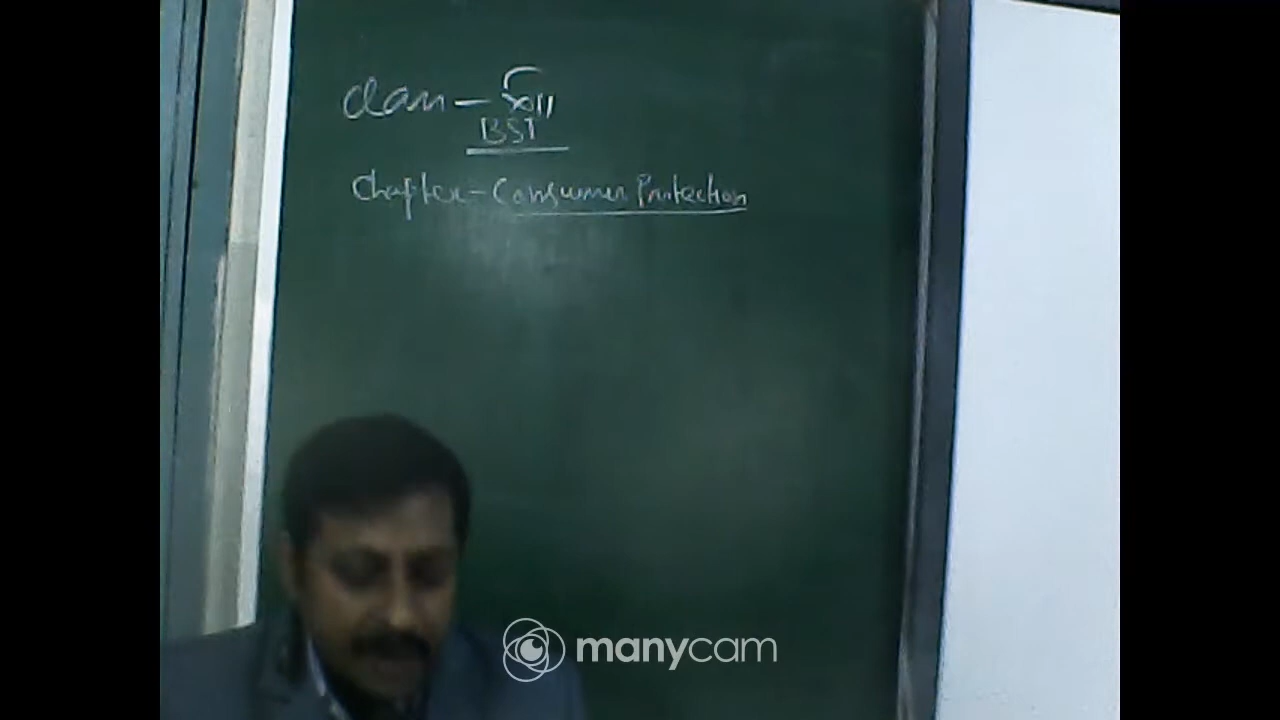 Class - XII
BST
Chapter - Consumer Protection
manycam